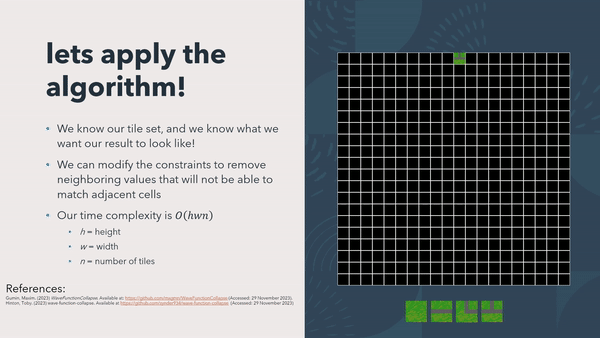 lets apply the
algorithm!
• We know our tile set, and we know what we
want our result to look like!
• We can modify the constraints to remove
neighboring values that will not be able to
match adjacent cells
• Our time complexity is O(hwn)
• h = height
• w = width
• n = number of tiles
References:
Gumin, Maxim. (2023) WaveFunctionCollapse. Available at: https://github.com/mxgmn/WaveFunctionCollapse (Accessed: 29 November 2023).
Hinton, Toby. (2023) wave-function-collapse. Available at https://github.com/ (Accessed: 29 November 2023)